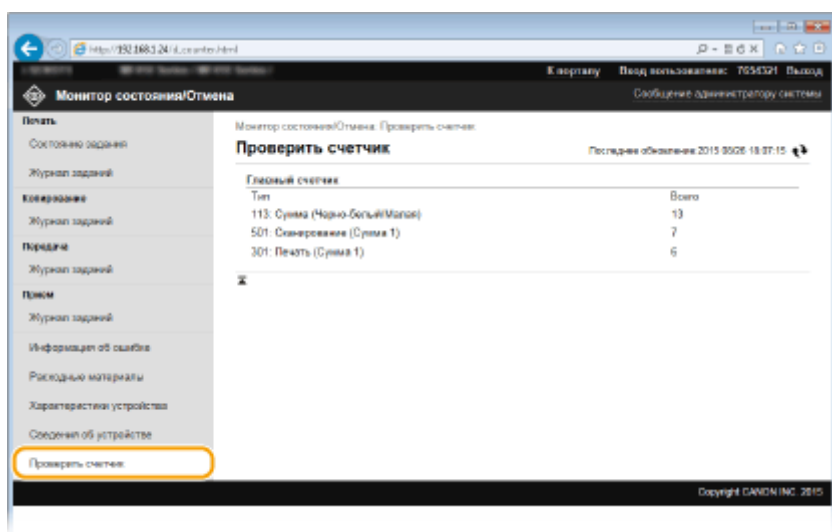 http://192.168.1.24/d_counter.html
К порталу Вход пользователя: 7654321 Выход
Монитор состояния/Отмена
Сообщение администратору системы
Печать
Состояние задания
Журнал заданий
Копирование
Журнал заданий
Передача
Журнал заданий
Прием
Журнал заданий
Информация об ошибке
Расходные материалы
Характеристики устройства
Сведения об устройстве
Проверить счетчик
Монитор состояния/Отмена: Проверить счетчик
Проверить счетчик
Последнее обновление: 2015 06/26 18:07:15
Главный счетчик
Тип Всего
113: Сумма (Черно-белый/Малая) 13
501: Сканирование (Сумма 1) 7
301: Печать (Сумма 1) 6
Copyright CANON INC. 2015